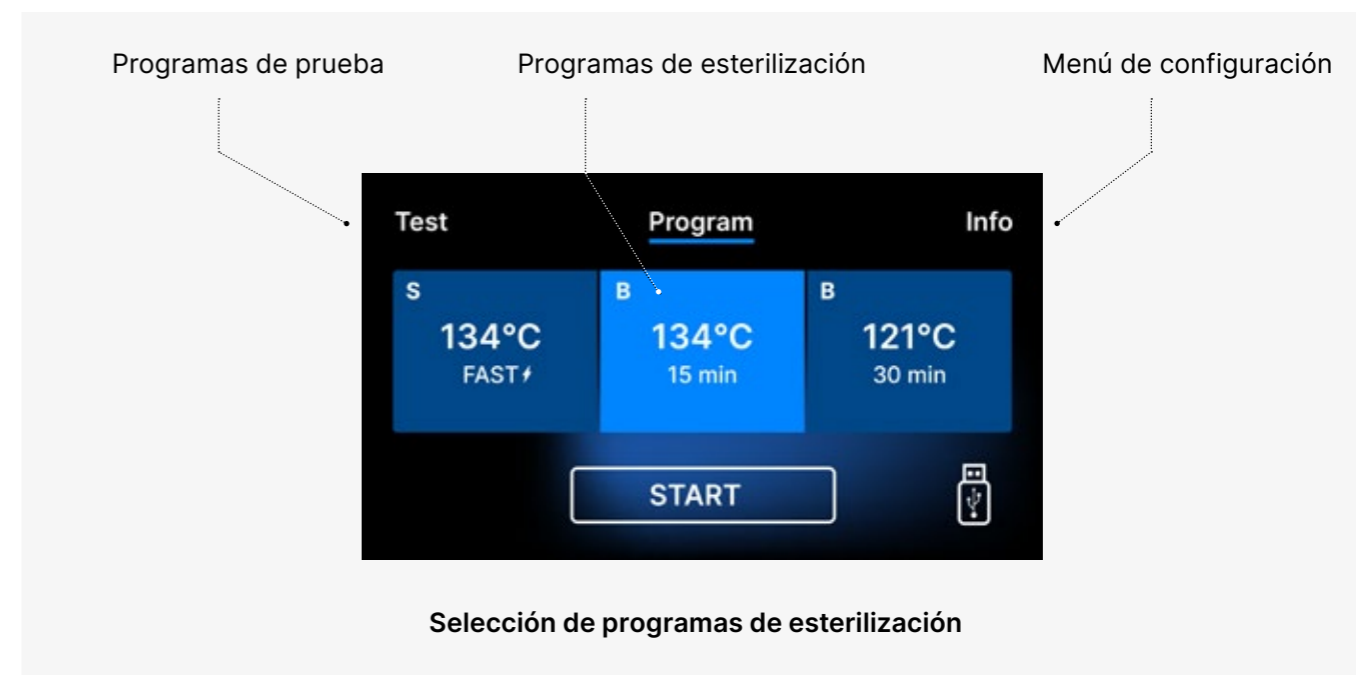 Programas de prueba
Programas de esterilización
Menú de configuración
Test
Program
Info
S
134°C
FAST
B
134°C
15 min
B
121°C
30 min
START
Selección de programas de esterilización